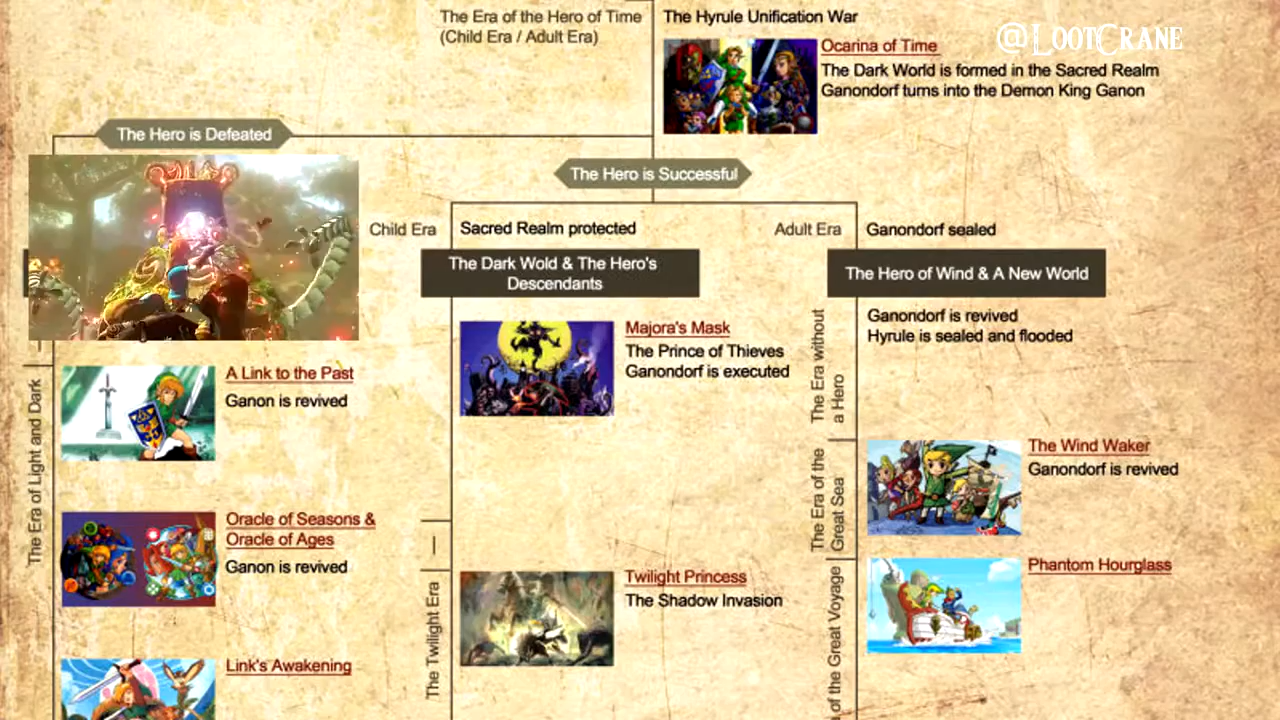 The Era of the Hero of Time
(Child Era / Adult Era)
The Hyrule Unification War
Ocarina of Time
The Dark World is formed in the Sacred Realm
Ganondorf turns into the Demon King Ganon
@LootCrane
The Hero is Defeated
The Hero is Successful
Child Era
Sacred Realm protected
Adult Era
Ganondorf sealed
The Dark Wold & The Hero's
Descendants
The Hero of Wind & A New World
Ganondorf is revived
Hyrule is sealed and flooded
The Era without
a Hero
Majora's Mask
The Prince of Thieves
Ganondorf is executed
The Era of Light and Dark
A Link to the Past
Ganon is revived
The Era of the
Great Sea
The Wind Waker
Ganondorf is revived
Oracle of Seasons &
Oracle of Ages
Ganon is revived
The Twilight Era
Twilight Princess
The Shadow Invasion
of the Great Voyage
Phantom Hourglass
Link's Awakening